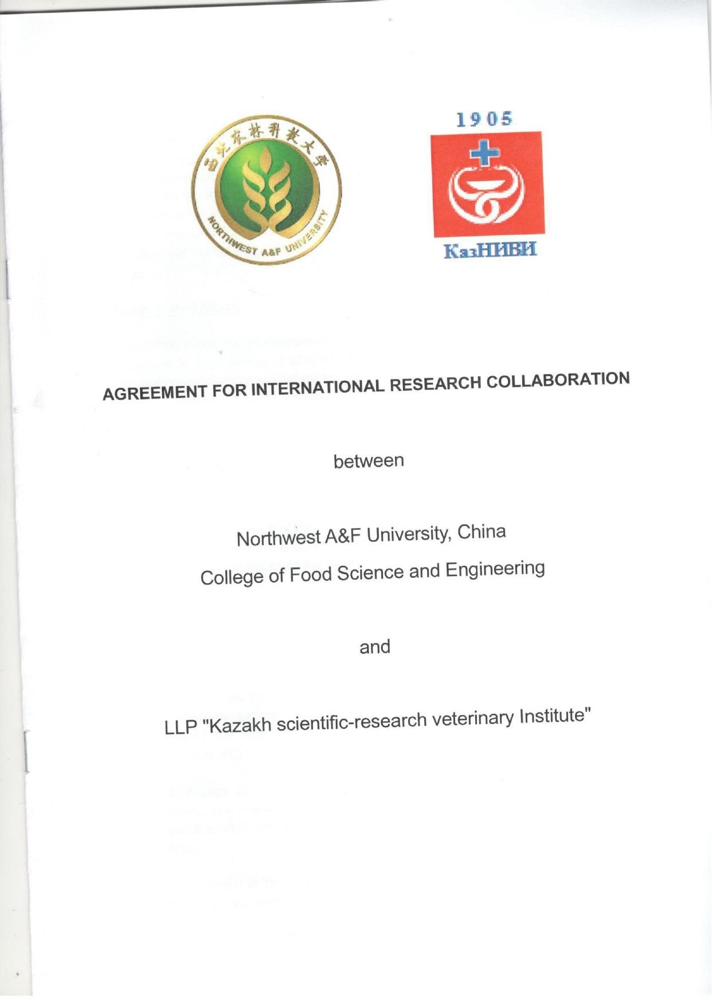 西北农林科技大学
NORTHWEST A&F UNIVERSITY
1905
КазНИВИ
AGREEMENT FOR INTERNATIONAL RESEARCH COLLABORATION
between
Northwest A&F University, China
College of Food Science and Engineering
and
LLP "Kazakh scientific-research veterinary Institute"